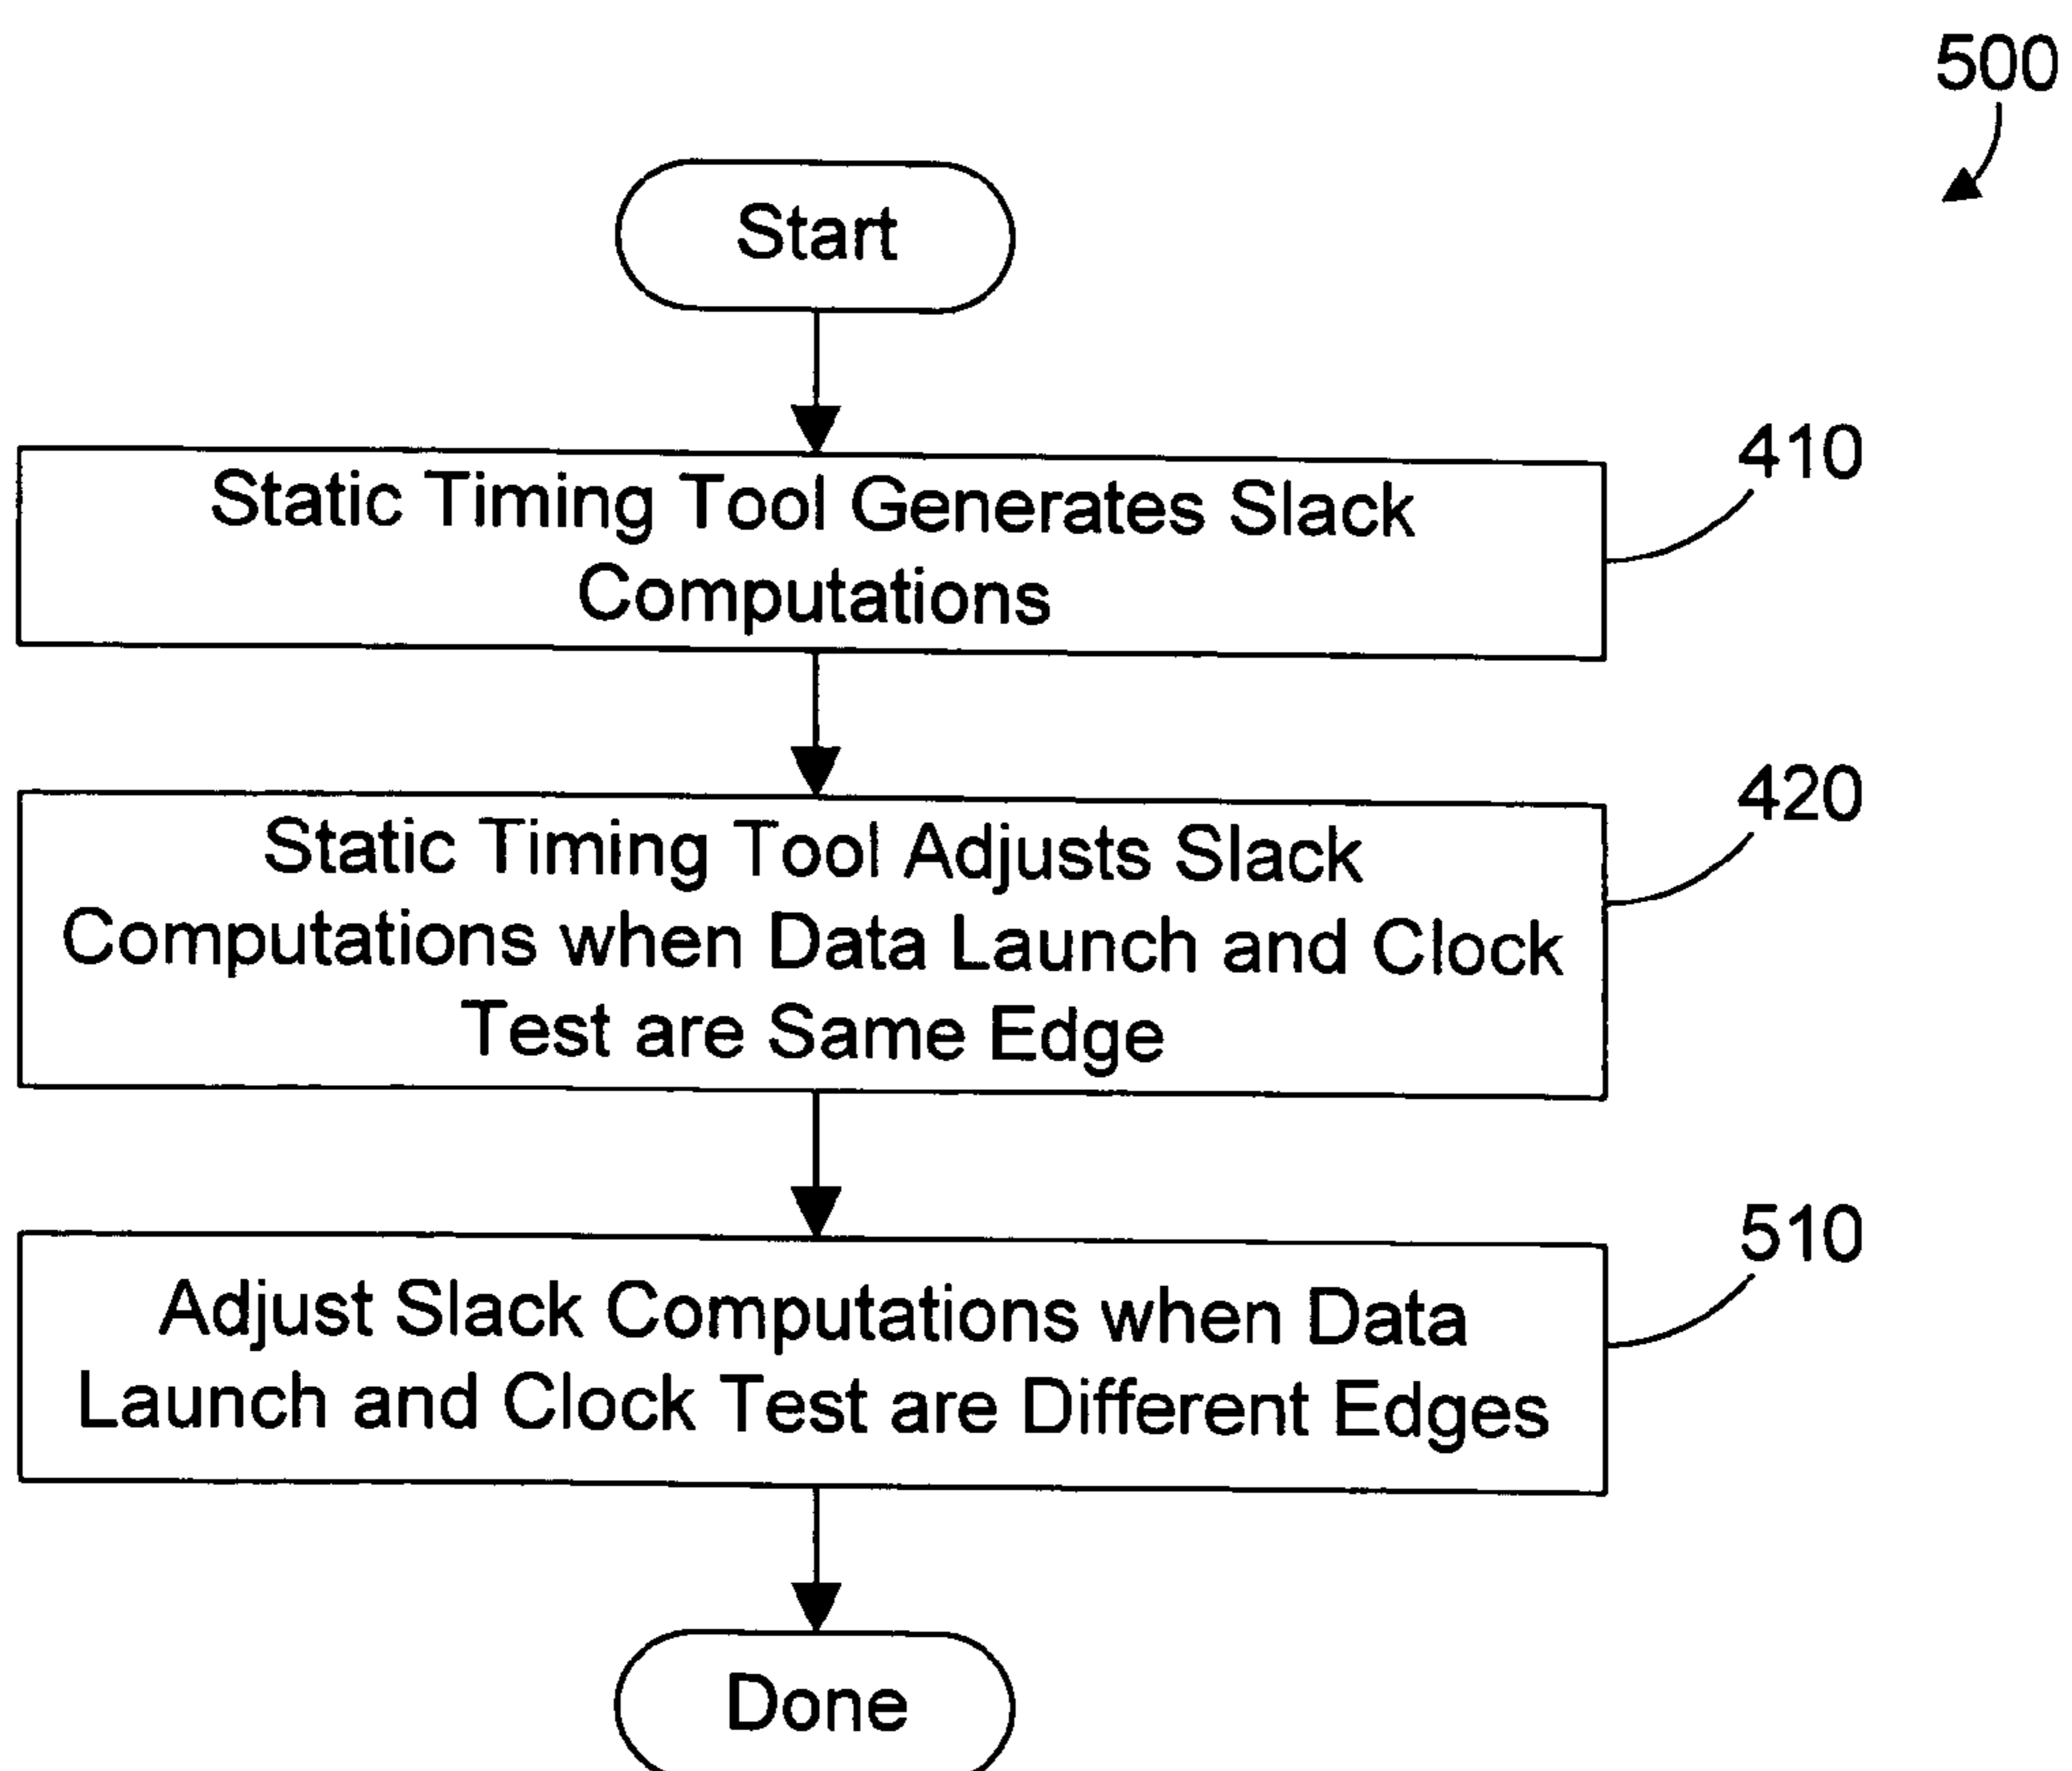 500
Start
410
Static Timing Tool Generates Slack
Computations
420
Static Timing Tool Adjusts Slack
Computations when Data Launch and Clock
Test are Same Edge
510
Adjust Slack Computations when Data
Launch and Clock Test are Different Edges
Done